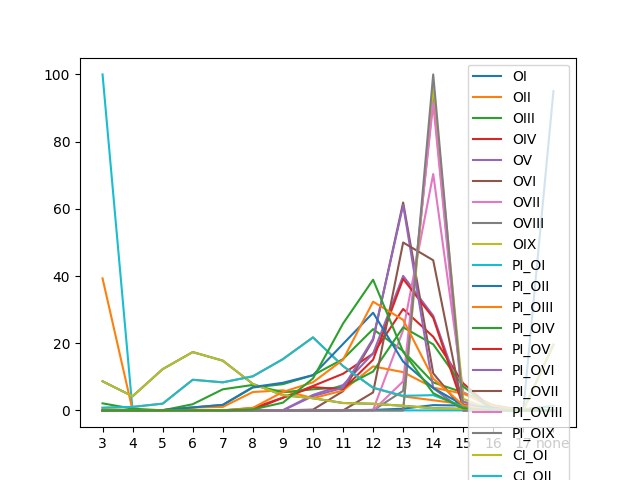 100
80
60
40
20
0
3 4 5 6 7 8 9 10 11 12 13 14 15 16 17 none
OI
OII
OIII
OIV
OV
OVI
OVII
OVIII
OIX
PI_OI
PI_OII
PI_OIII
PI_OIV
PI_OV
PI_OVI
PI_OVII
PI_OVIII
PI_OIX
CI_OI
CI_OII